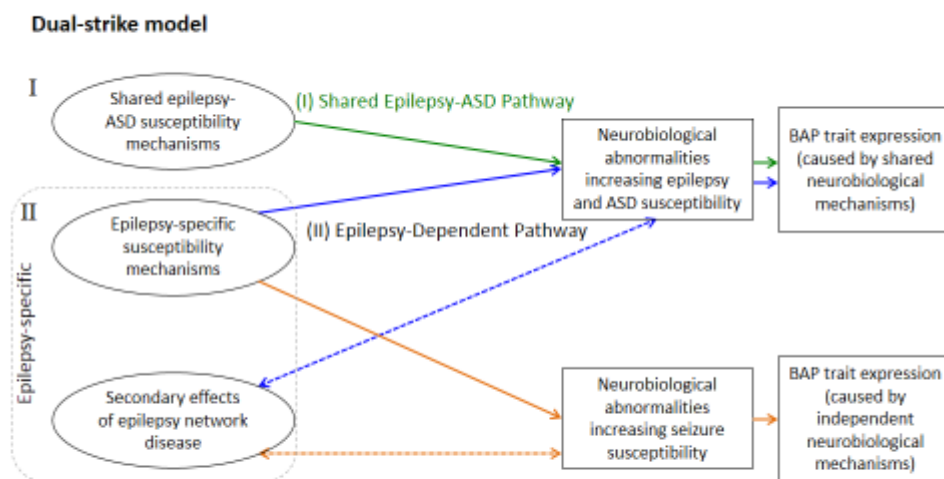 Dual-strike model
I
Shared epilepsy-
ASD susceptibility
mechanisms
(I) Shared Epilepsy-ASD Pathway
Neurobiological
abnormalities
increasing epilepsy
and ASD susceptibility
BAP trait expression
(caused by shared
neurobiological
mechanisms)
II
Epilepsy-specific
susceptibility
mechanisms
(II) Epilepsy-Dependent Pathway
Epilepsy-specific
Secondary effects
of epilepsy network
disease
Neurobiological
abnormalities
increasing seizure
susceptibility
BAP trait expression
(caused by
independent
neurobiological
mechanisms)